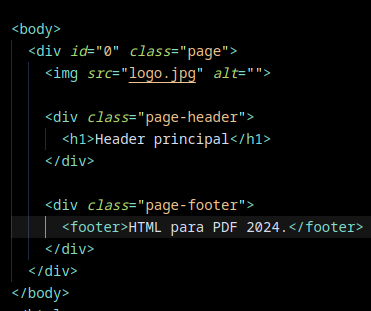 <body>
<div id="0" class="page">
<img src="logo.jpg" alt="">
<div class="page-header">
<h1>Header principal</h1>
</div>
<div class="page-footer">
<footer>HTML para PDF 2024.</footer>
</div>
</div>
</body>